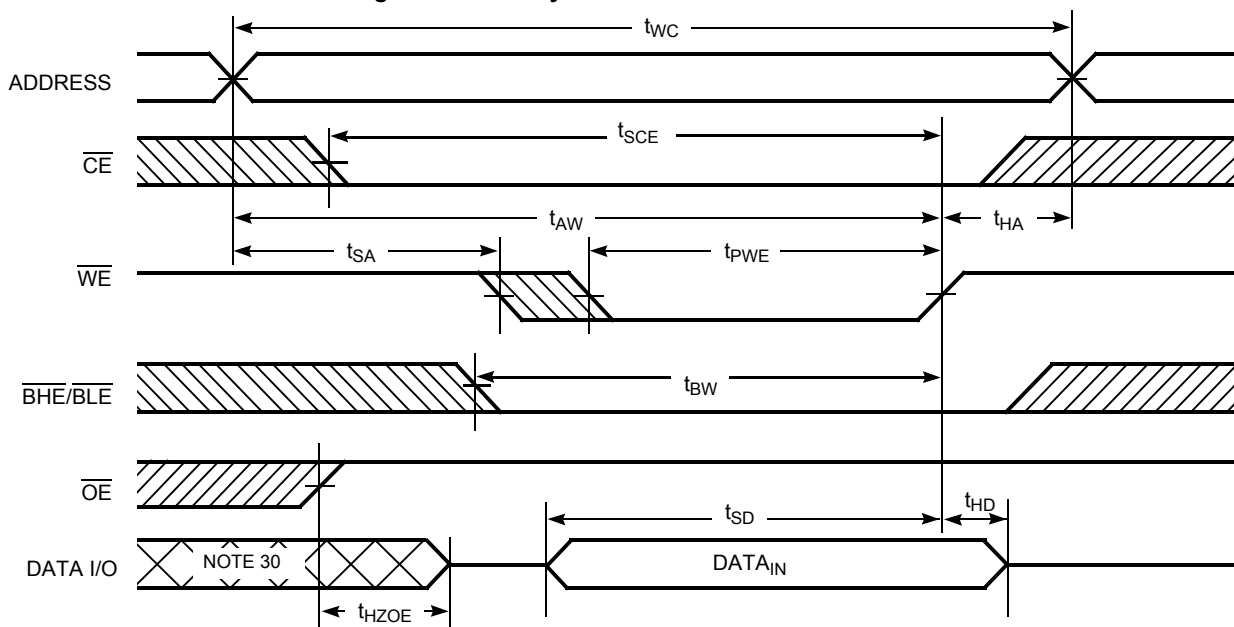 tWC
ADDRESS
tSCE
CE
tAW
tHA
tSA
tPWE
WE
tBW
BHE/BLE
OE
tSD
tHD
DATA I/O
NOTE 30
DATAIN
tHZOE